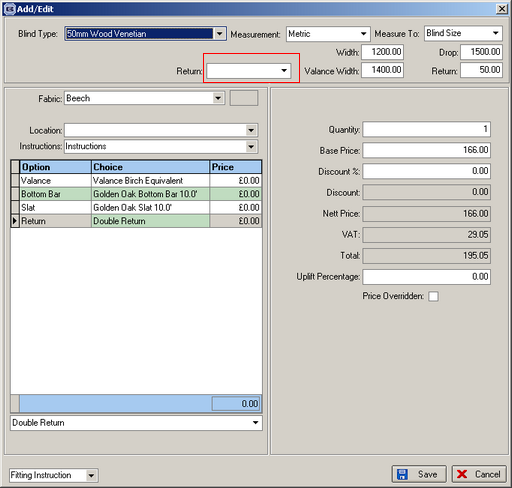 Add/Edit
Blind Type: 50mm Wood Venetian Measurement: Metric Measure To: Blind Size
Width: 1200.00 Drop: 1500.00
Return: Valance Width: 1400.00 Return: 50.00
Fabric: Beech
Location:
Instructions: Instructions
Option Choice Price
Valance Valance Birch Equivalent £0.00
Bottom Bar Golden Oak Bottom Bar 10.0' £0.00
Slat Golden Oak Slat 10.0' £0.00
Return Double Return £0.00
0.00
Double Return
Quantity: 1
Base Price: 166.00
Discount %: 0.00
Discount: 0.00
Nett Price: 166.00
VAT: 29.05
Total: 195.05
Uplift Percentage: 0.00
Price Overridden:
Fitting Instruction Save Cancel